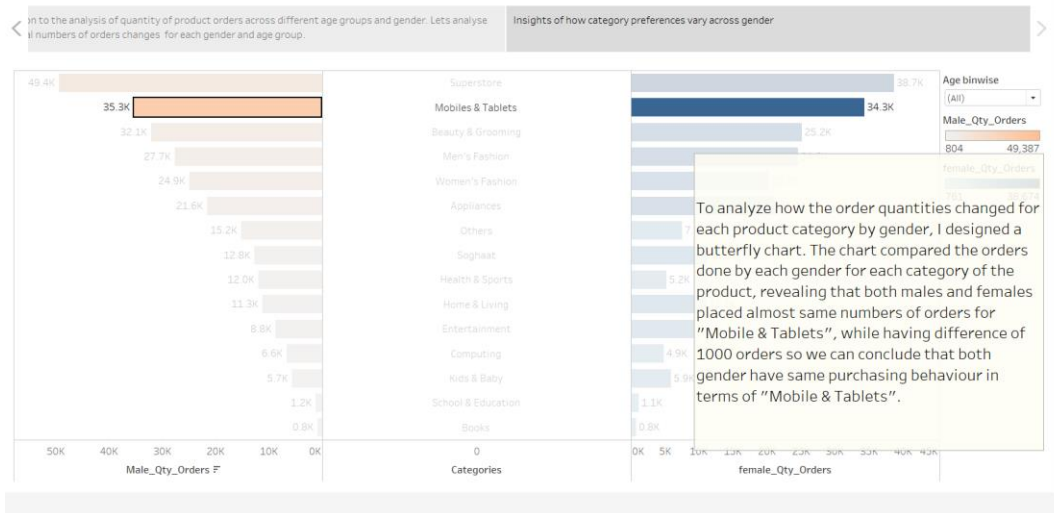 n to the analysis of quantity of product orders across different age groups and gender. Lets analyse
l numbers of orders changes for each gender and age group.
Insights of how category preferences vary across gender
49.4K Superstore 38.7K
35.3K Mobiles & Tablets 34.3K
32.1K Beauty & Grooming 25.2K
27.7K Men's Fashion
24.9K Women's Fashion
21.6K Appliances
15.2K Others 7
12.8K Soghaat
12.0K Health & Sports 5.2K
11.3K Home & Living
8.8K Entertainment
6.6K Computing 4.9K
5.7K Kids & Baby 5.9K
1.2K School & Education 1.1K
0.8K Books 0.8K
50K 40K 30K 20K 10K 0K 0 0K 5K 10K 15K 20K 25K 30K 35K 40K 45K
Male_Qty_Orders Categories female_Qty_Orders
Age binwise
(All)
Male_Qty_Orders
804 49,387
female_Qty_Orders
To analyze how the order quantities changed for
each product category by gender, I designed a
butterfly chart. The chart compared the orders
done by each gender for each category of the
product, revealing that both males and females
placed almost same numbers of orders for
"Mobile & Tablets", while having difference of
1000 orders so we can conclude that both
gender have same purchasing behaviour in
terms of "Mobile & Tablets".